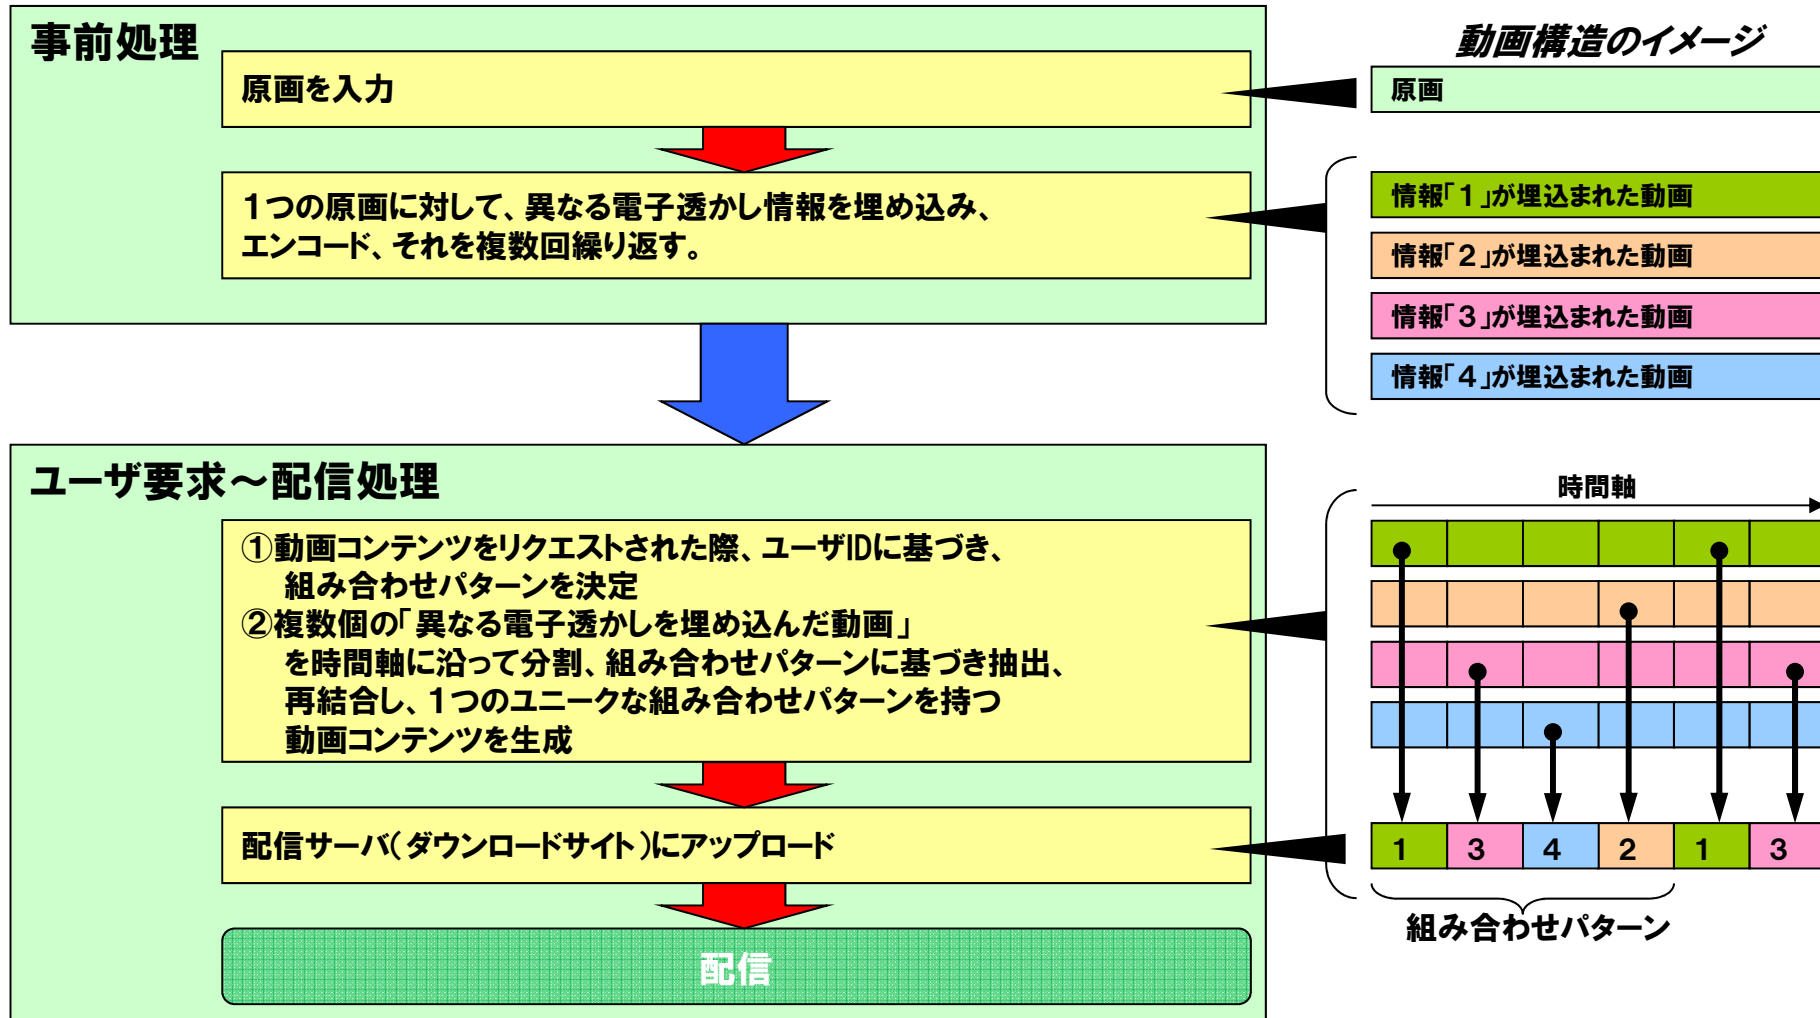 事前処理
原画を入力
1つの原画に対して、異なる電子透かし情報を埋め込み、
エンコード、それを複数回繰り返す。
動画構造のイメージ
原画
情報「1」が埋込まれた動画
情報「2」が埋込まれた動画
情報「3」が埋込まれた動画
情報「4」が埋込まれた動画
ユーザ要求～配信処理
①動画コンテンツをリクエストされた際、ユーザIDに基づき、
組み合わせパターンを決定
②複数個の「異なる電子透かしを埋め込んだ動画」
を時間軸に沿って分割、組み合わせパターンに基づき抽出、
再結合し、1つのユニークな組み合わせパターンを持つ
動画コンテンツを生成
配信サーバ(ダウンロードサイト)にアップロード
配信
時間軸
1 3 4 2 1 3
組み合わせパターン